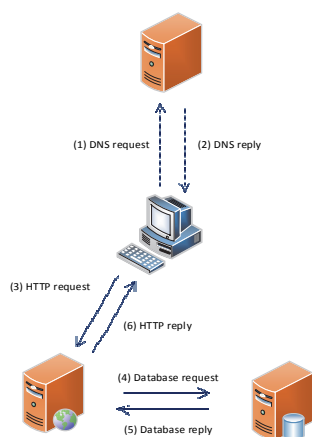 (1) DNS request
(2) DNS reply
(3) HTTP request
(6) HTTP reply
(4) Database request
(5) Database reply